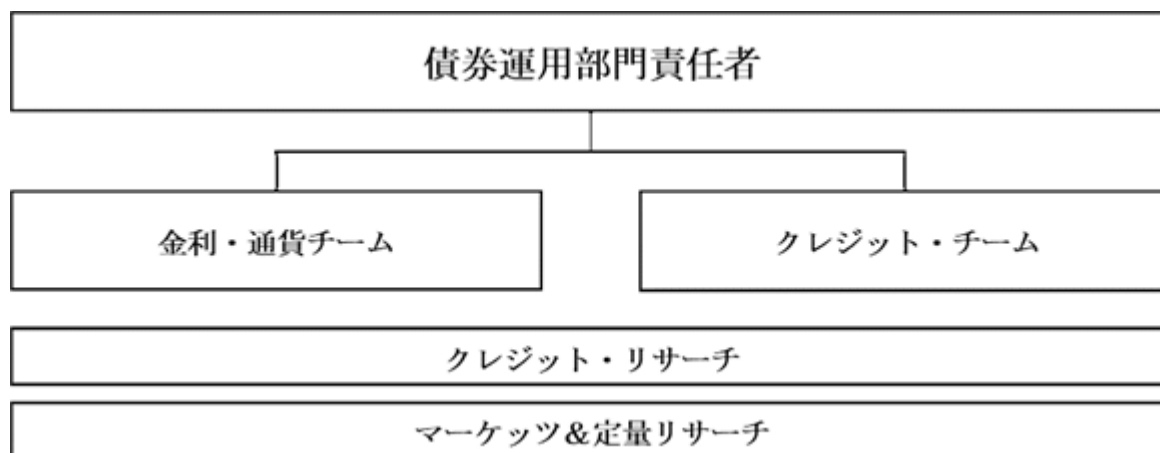 債券運用部門責任者
金利・通貨チーム
クレジット・チーム
クレジット・リサーチ
マーケッツ＆定量リサーチ